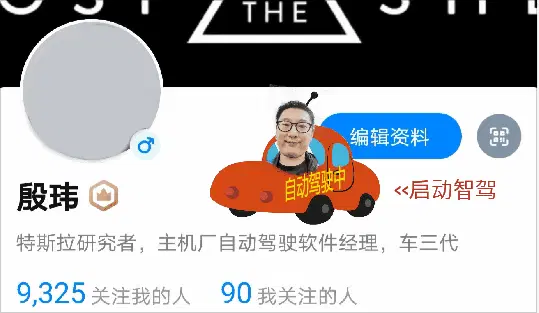 THE
编辑资料
殷玮
自动驾驶中
<<启动智驾
特斯拉研究者，主机厂自动驾驶软件经理，车三代
9,325 关注我的人 90 我关注的人